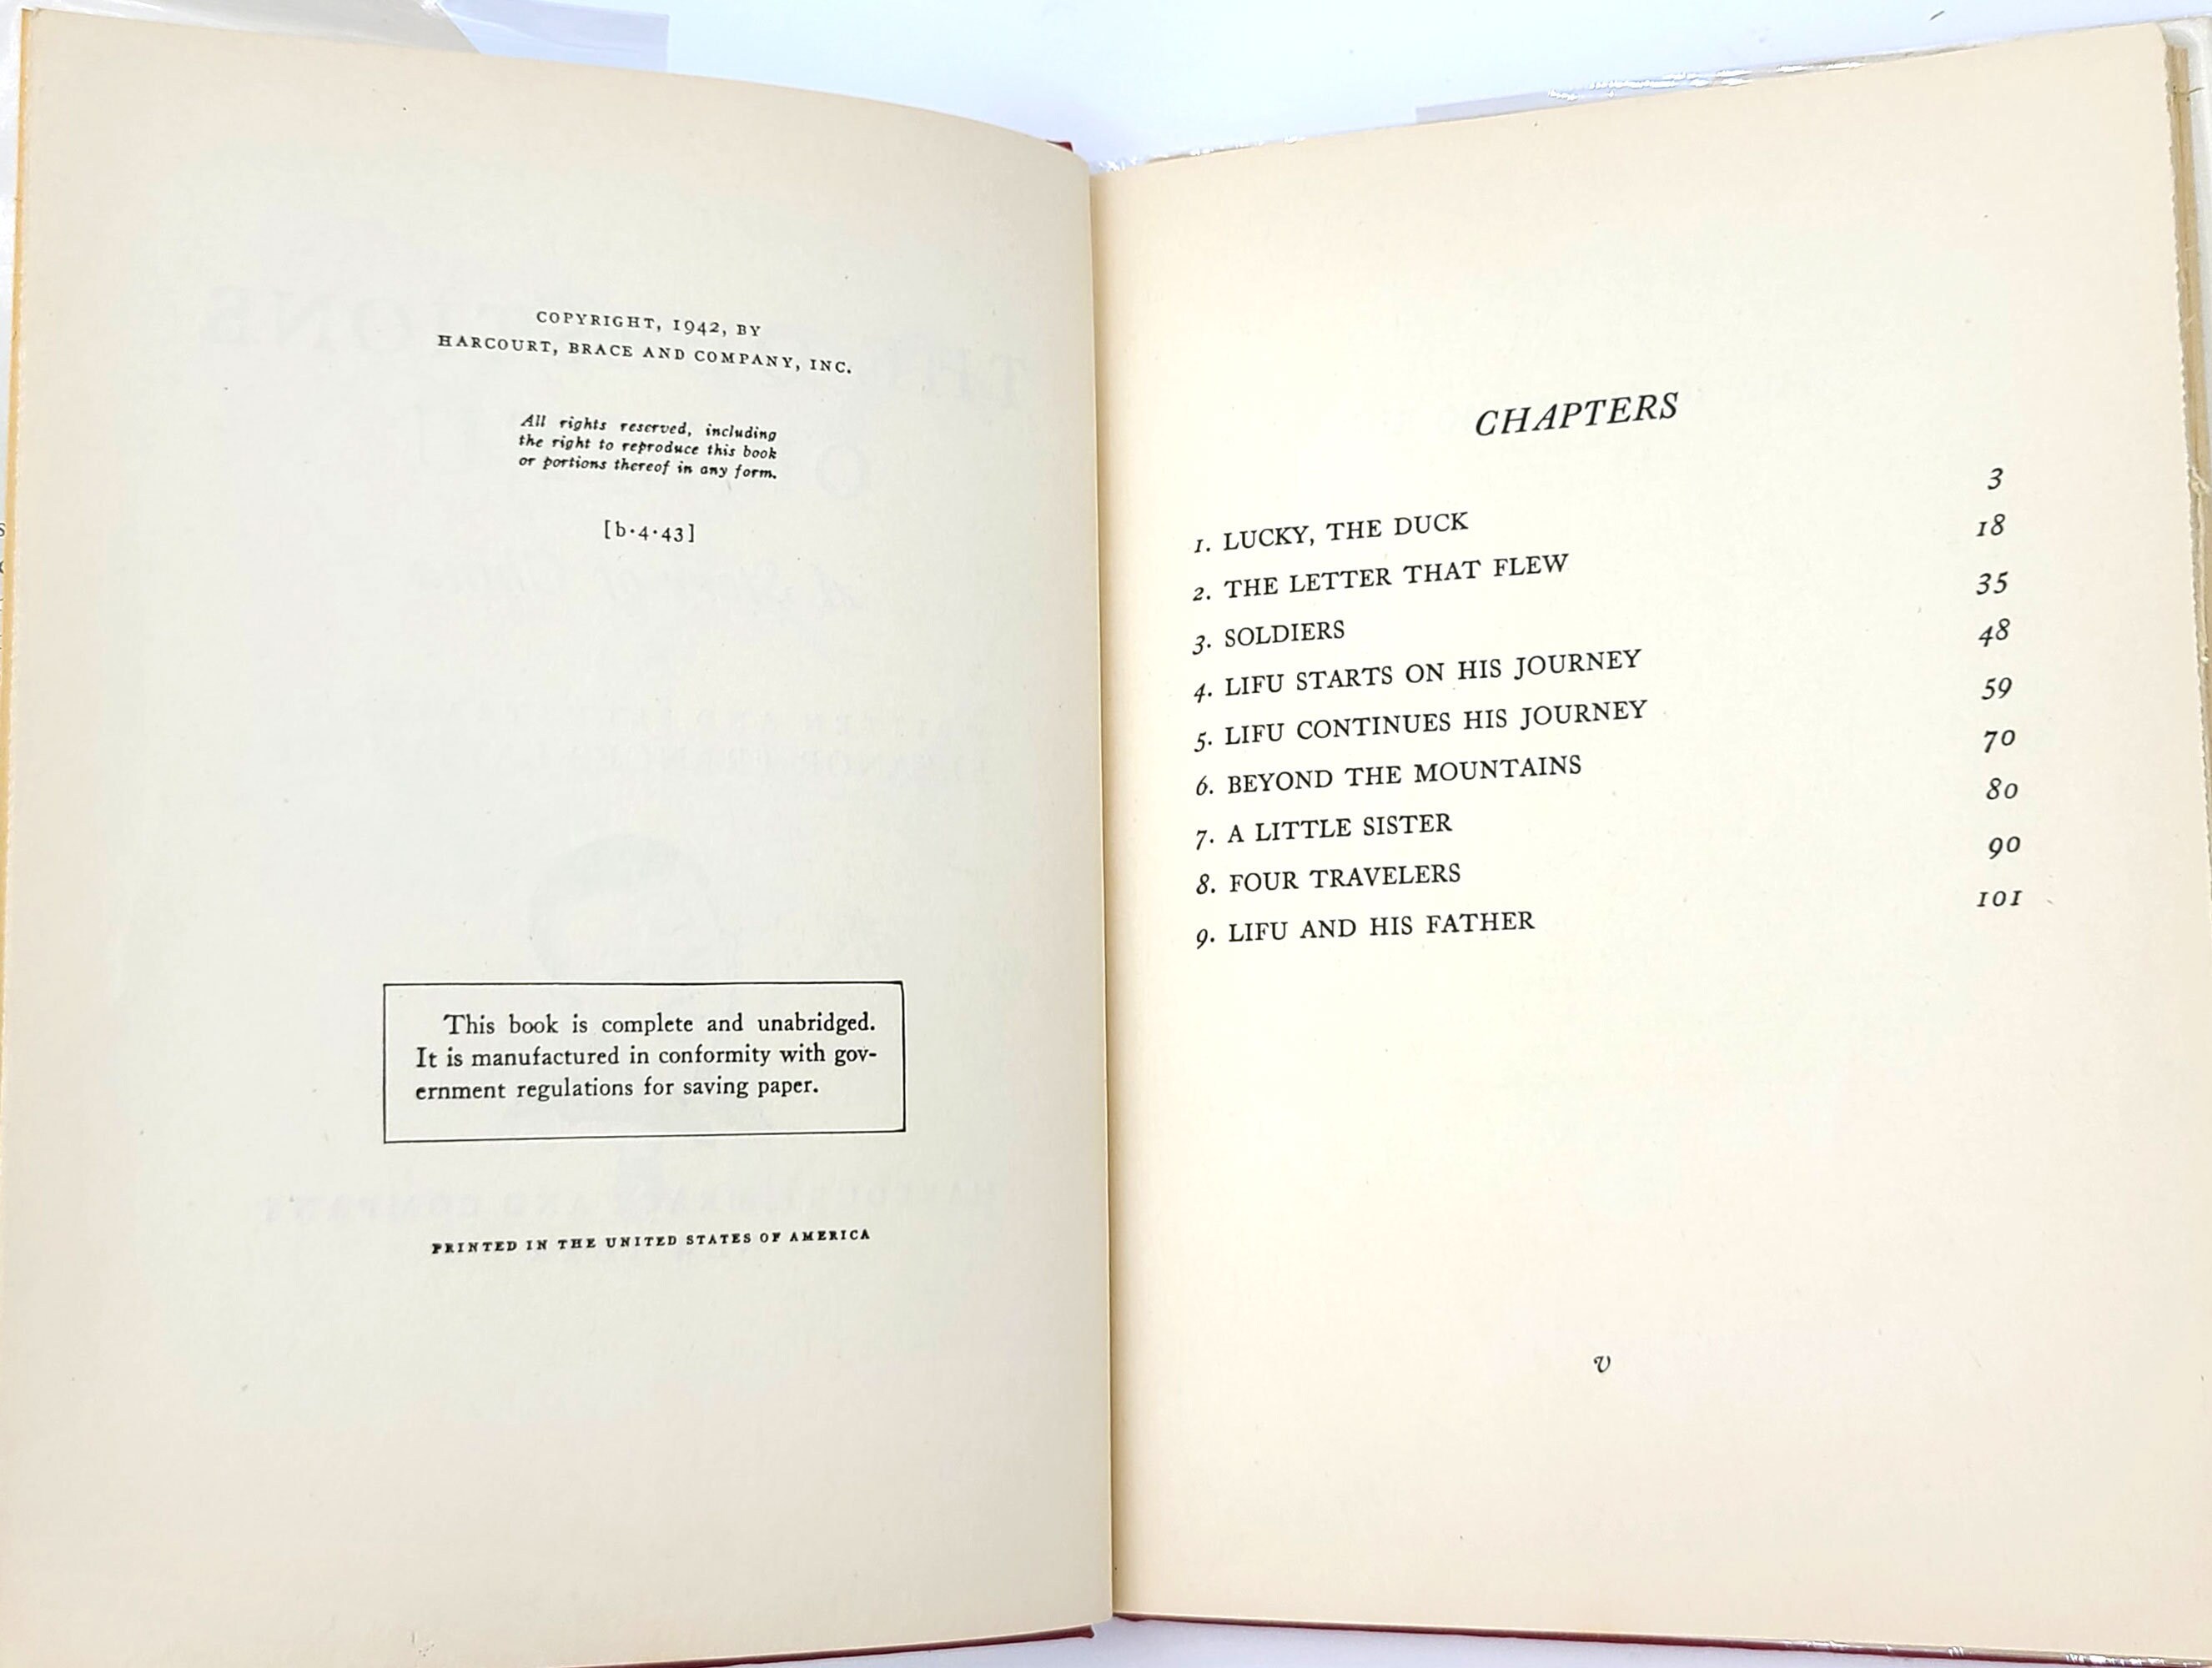 COPYRIGHT, 1942, BY
HARCOURT, BRACE AND COMPANY, INC.
All rights reserved, including
the right to reproduce this book
or portions thereof in any form.
[b·4·43]
This book is complete and unabridged.
It is manufactured in conformity with gov-
ernment regulations for saving paper.
PRINTED IN THE UNITED STATES OF AMERICA
CHAPTERS
1. LUCKY, THE DUCK 3
2. THE LETTER THAT FLEW 18
3. SOLDIERS 35
4. LIFU STARTS ON HIS JOURNEY 48
5. LIFU CONTINUES HIS JOURNEY 59
6. BEYOND THE MOUNTAINS 70
7. A LITTLE SISTER 80
8. FOUR TRAVELERS 90
9. LIFU AND HIS FATHER 101
v